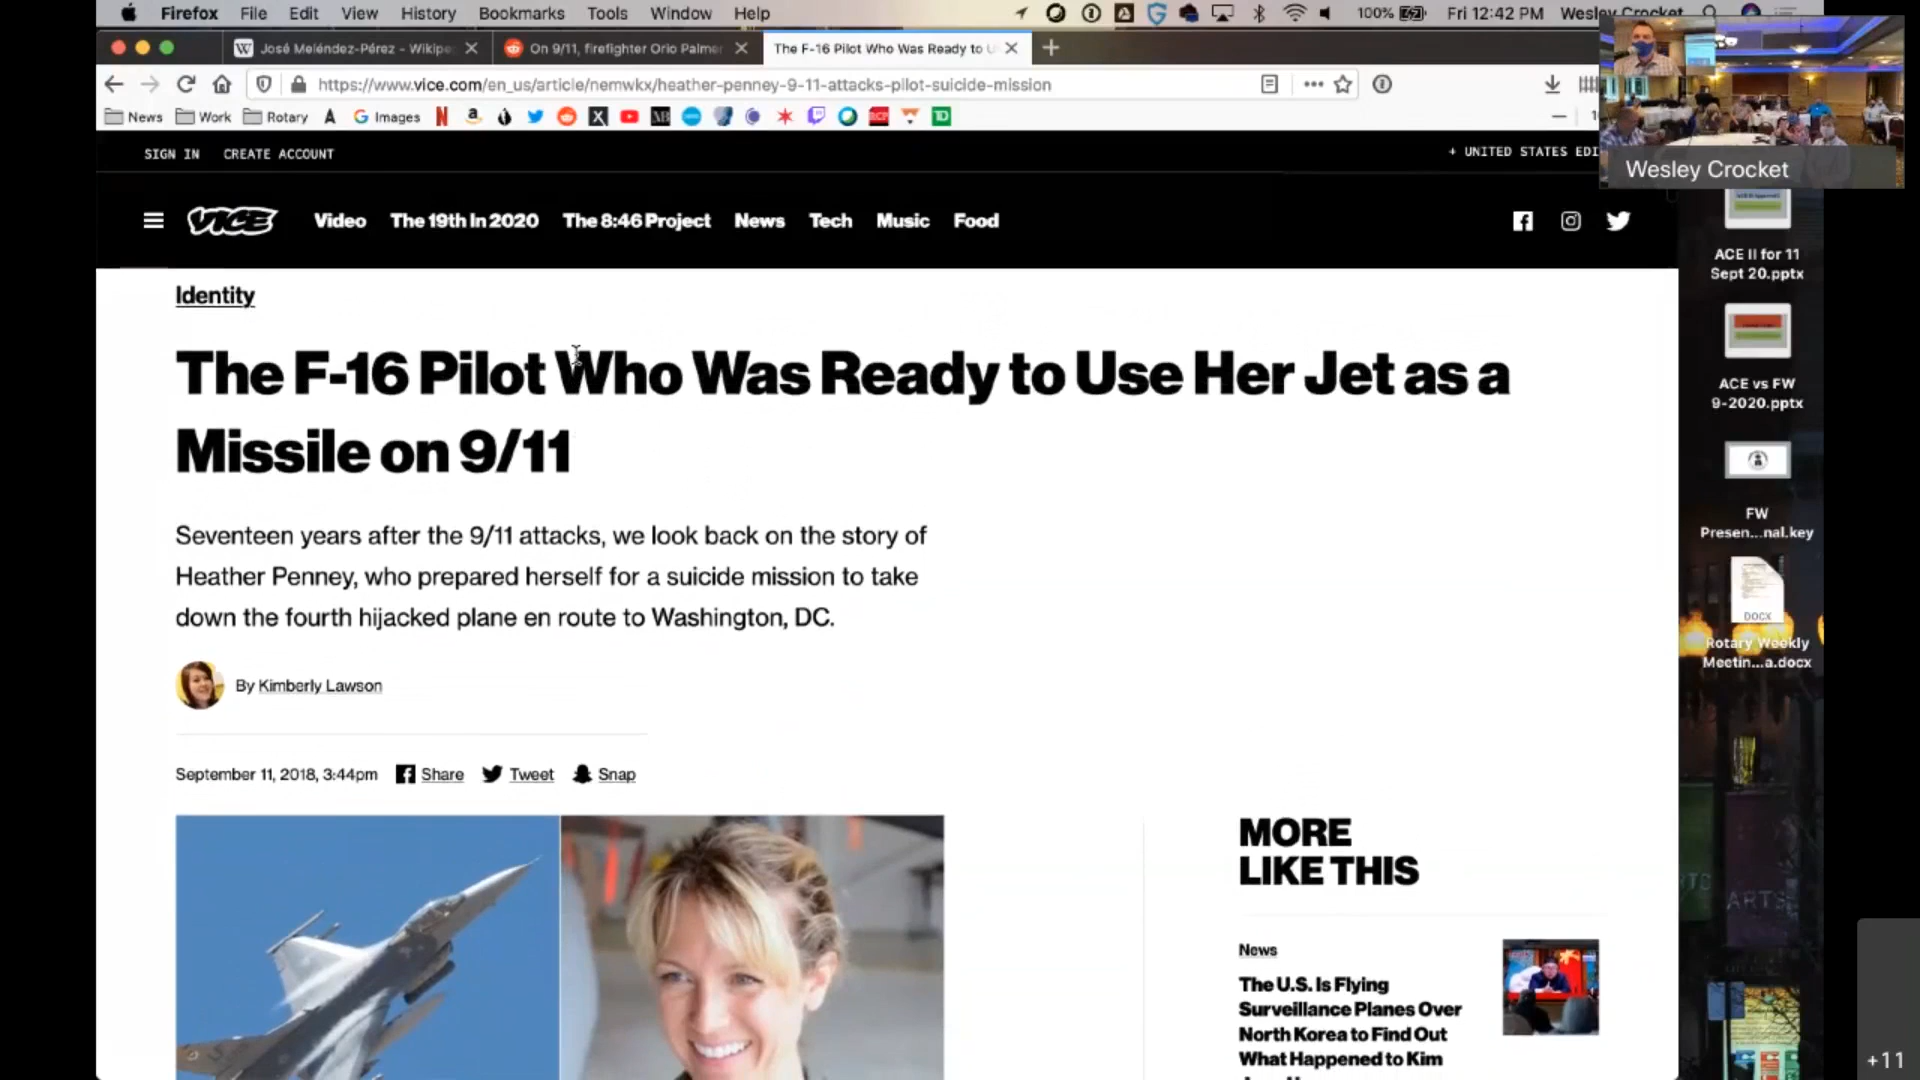 Firefox File Edit View History Bookmarks Tools Window Help
100% Fri 12:42 PM Wesley Crocket
José Meléndez-Pérez - Wikipe
On 9/11, firefighter Orio Palmer
The F-16 Pilot Who Was Ready to U
https://www.vice.com/en_us/article/nemwkx/heather-penney-9-11-attacks-pilot-suicide-mission
News Work Rotary Images
Wesley Crocket
SIGN IN CREATE ACCOUNT
+ UNITED STATES EDI
VICE Video The 19th In 2020 The 8:46 Project News Tech Music Food
Identity
The F-16 Pilot Who Was Ready to Use Her Jet as a
Missile on 9/11
Seventeen years after the 9/11 attacks, we look back on the story of
Heather Penney, who prepared herself for a suicide mission to take
down the fourth hijacked plane en route to Washington, DC.
By Kimberly Lawson
September 11, 2018, 3:44pm Share Tweet Snap
MORE
LIKE THIS
News
The U.S. Is Flying
Surveillance Planes Over
North Korea to Find Out
What Happened to Kim
ACE II for 11
Sept 20.pptx
ACE vs FW
9-2020.pptx
FW
Presen...nal.key
DOCX
Rotary Weekly
Meetin...a.docx
ARTS
+11